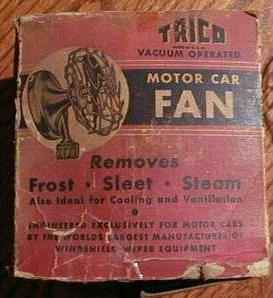 TRICO
VACUUM OPERATED
MOTOR CAR
FAN
Removes
Frost · Sleet · Steam
Also Ideal for Cooling and Ventilation
ENGINEERED EXCLUSIVELY FOR MOTOR CARS
BY THE WORLDS LARGEST MANUFACTURER OF
WINDSHIELD WIPER EQUIPMENT